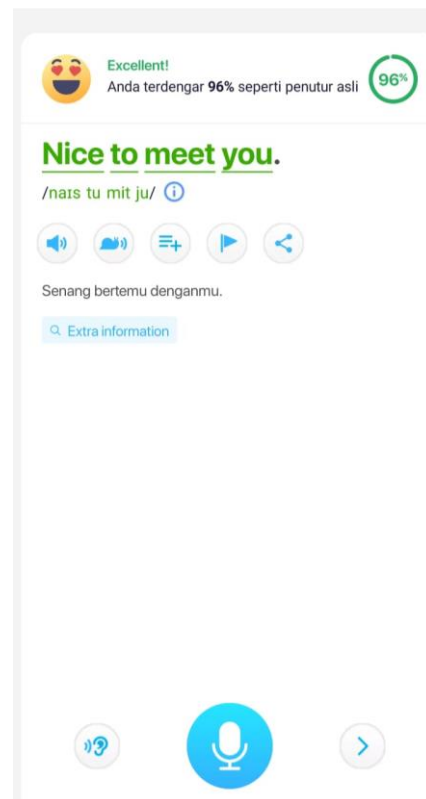 Excellent!
Anda terdengar 96% seperti penutur asli
96%
Nice to meet you.
/naɪs tu mit ju/
Senang bertemu denganmu.
Extra information